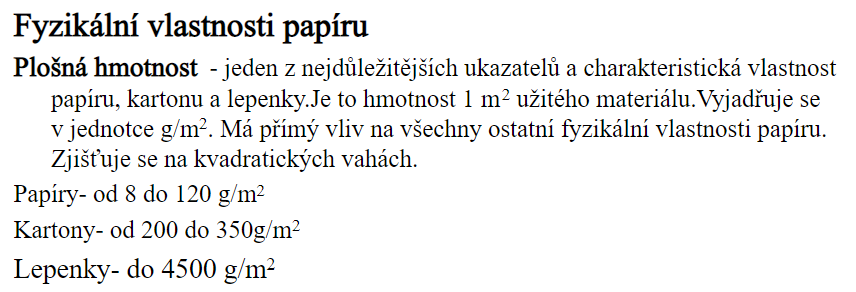 Fyzikální vlastnosti papíru
Plošná hmotnost - jeden z nejdůležitějších ukazatelů a charakteristická vlastnost
papíru, kartonu a lepenky.Je to hmotnost 1 m² užitého materiálu.Vyjadřuje se
v jednotce g/m². Má přímý vliv na všechny ostatní fyzikální vlastnosti papíru.
Zjišťuje se na kvadratických vahách.
Papíry- od 8 do 120 g/m²
Kartony- od 200 do 350g/m²
Lepenky- do 4500 g/m²